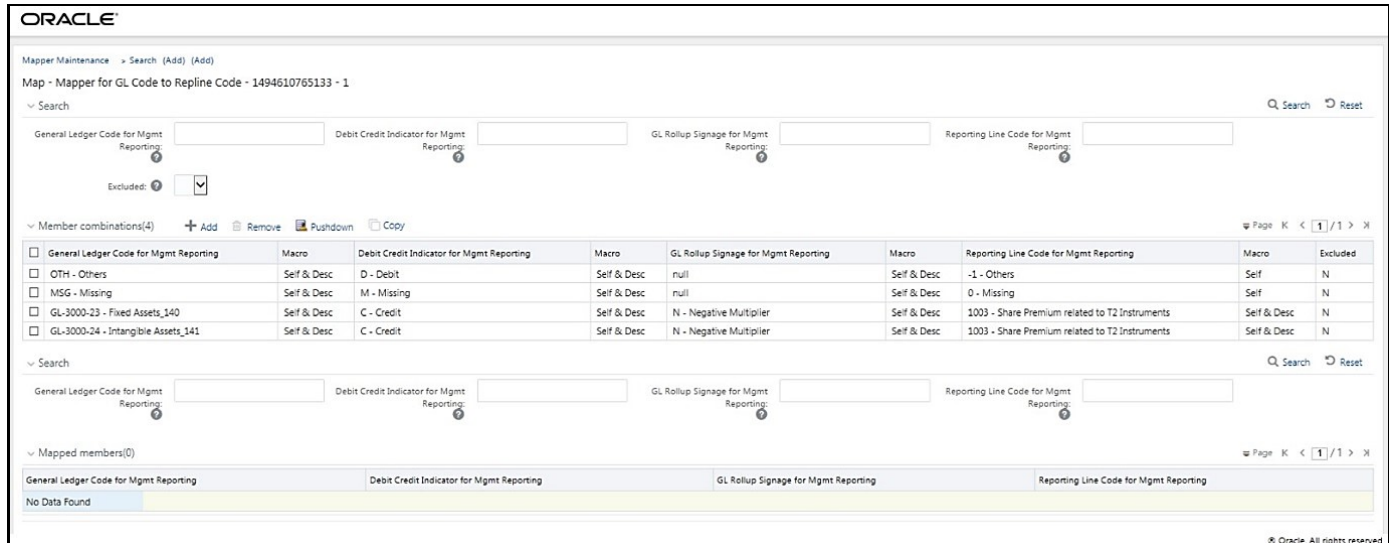 ORACLE
Mapper Maintenance » Search (Add) (Add)
Map - Mapper for GL Code to Repline Code - 1494610765133 - 1
Search
Search Reset
General Ledger Code for Mgmt Reporting: Debit Credit Indicator for Mgmt Reporting: GL Rollup Signage for Mgmt Reporting: Reporting Line Code for Mgmt Reporting:
Excluded:
Member combinations(4) Add Remove Pushdown Copy Page 1 / 1
General Ledger Code for Mgmt Reporting Macro Debit Credit Indicator for Mgmt Reporting Macro GL Rollup Signage for Mgmt Reporting Macro Reporting Line Code for Mgmt Reporting Macro Excluded
OTH - Others Self & Desc D - Debit Self & Desc null Self & Desc -1 - Others Self N
MSG - Missing Self & Desc M - Missing Self & Desc null Self & Desc 0 - Missing Self N
GL-3000-23 - Fixed Assets_140 Self & Desc C - Credit Self & Desc N - Negative Multiplier Self & Desc 1003 - Share Premium related to T2 Instruments Self & Desc N
GL-3000-24 - Intangible Assets_141 Self & Desc C - Credit Self & Desc N - Negative Multiplier Self & Desc 1003 - Share Premium related to T2 Instruments Self & Desc N
Search
Search Reset
General Ledger Code for Mgmt Reporting: Debit Credit Indicator for Mgmt Reporting: GL Rollup Signage for Mgmt Reporting: Reporting Line Code for Mgmt Reporting:
Mapped members(0) Page 1 / 1
General Ledger Code for Mgmt Reporting Debit Credit Indicator for Mgmt Reporting GL Rollup Signage for Mgmt Reporting Reporting Line Code for Mgmt Reporting
No Data Found
® Oracle. All rights reserved